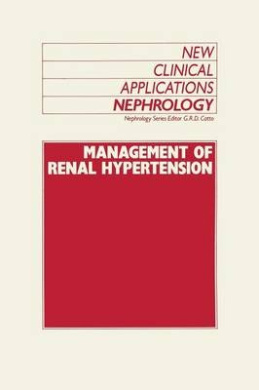 NEW
CLINICAL
APPLICATIONS
NEPHROLOGY
Nephrology Series Editor G.R.D. Catto
MANAGEMENT OF
RENAL HYPERTENSION